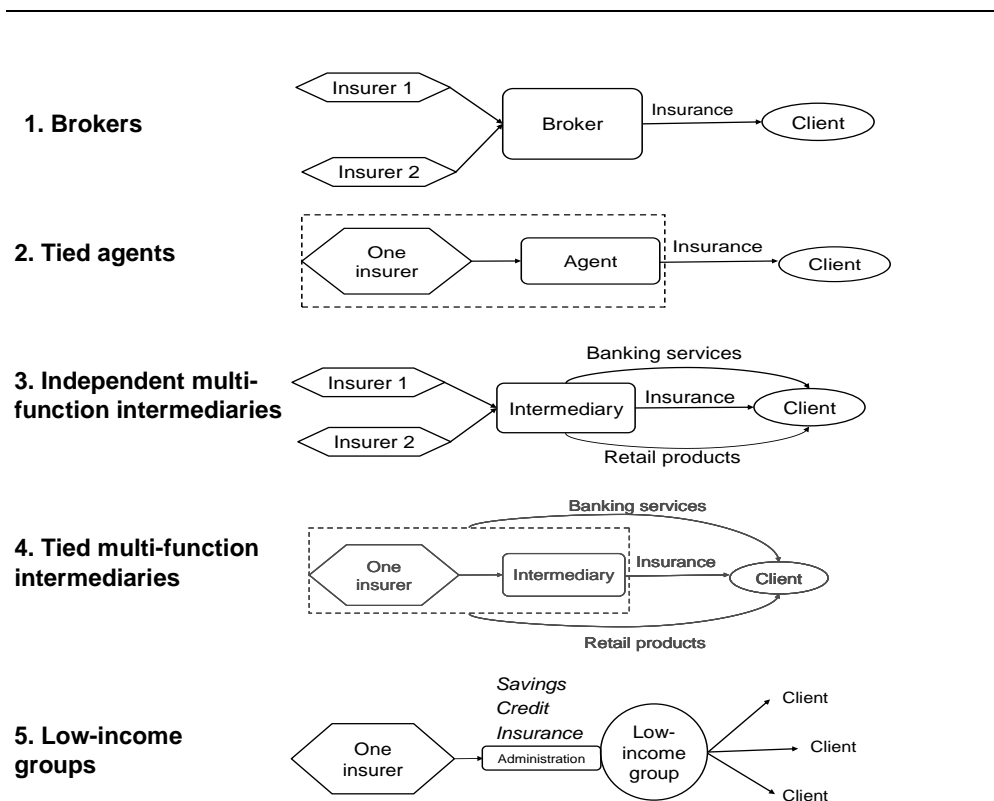 Insurer 1
1. Brokers
Broker
Insurance
Client
Insurer 2
2. Tied agents
One
insurer
Agent
Insurance
Client
Banking services
3. Independent multi-
function intermediaries
Insurer 1
Intermediary
Insurance
Client
Insurer 2
Retail products
Banking services
4. Tied multi-function
intermediaries
One
insurer
Intermediary
Insurance
Client
Retail products
Savings
Credit
Insurance
5. Low-income
groups
One
insurer
Administration
Low-
income
group
Client
Client
Client